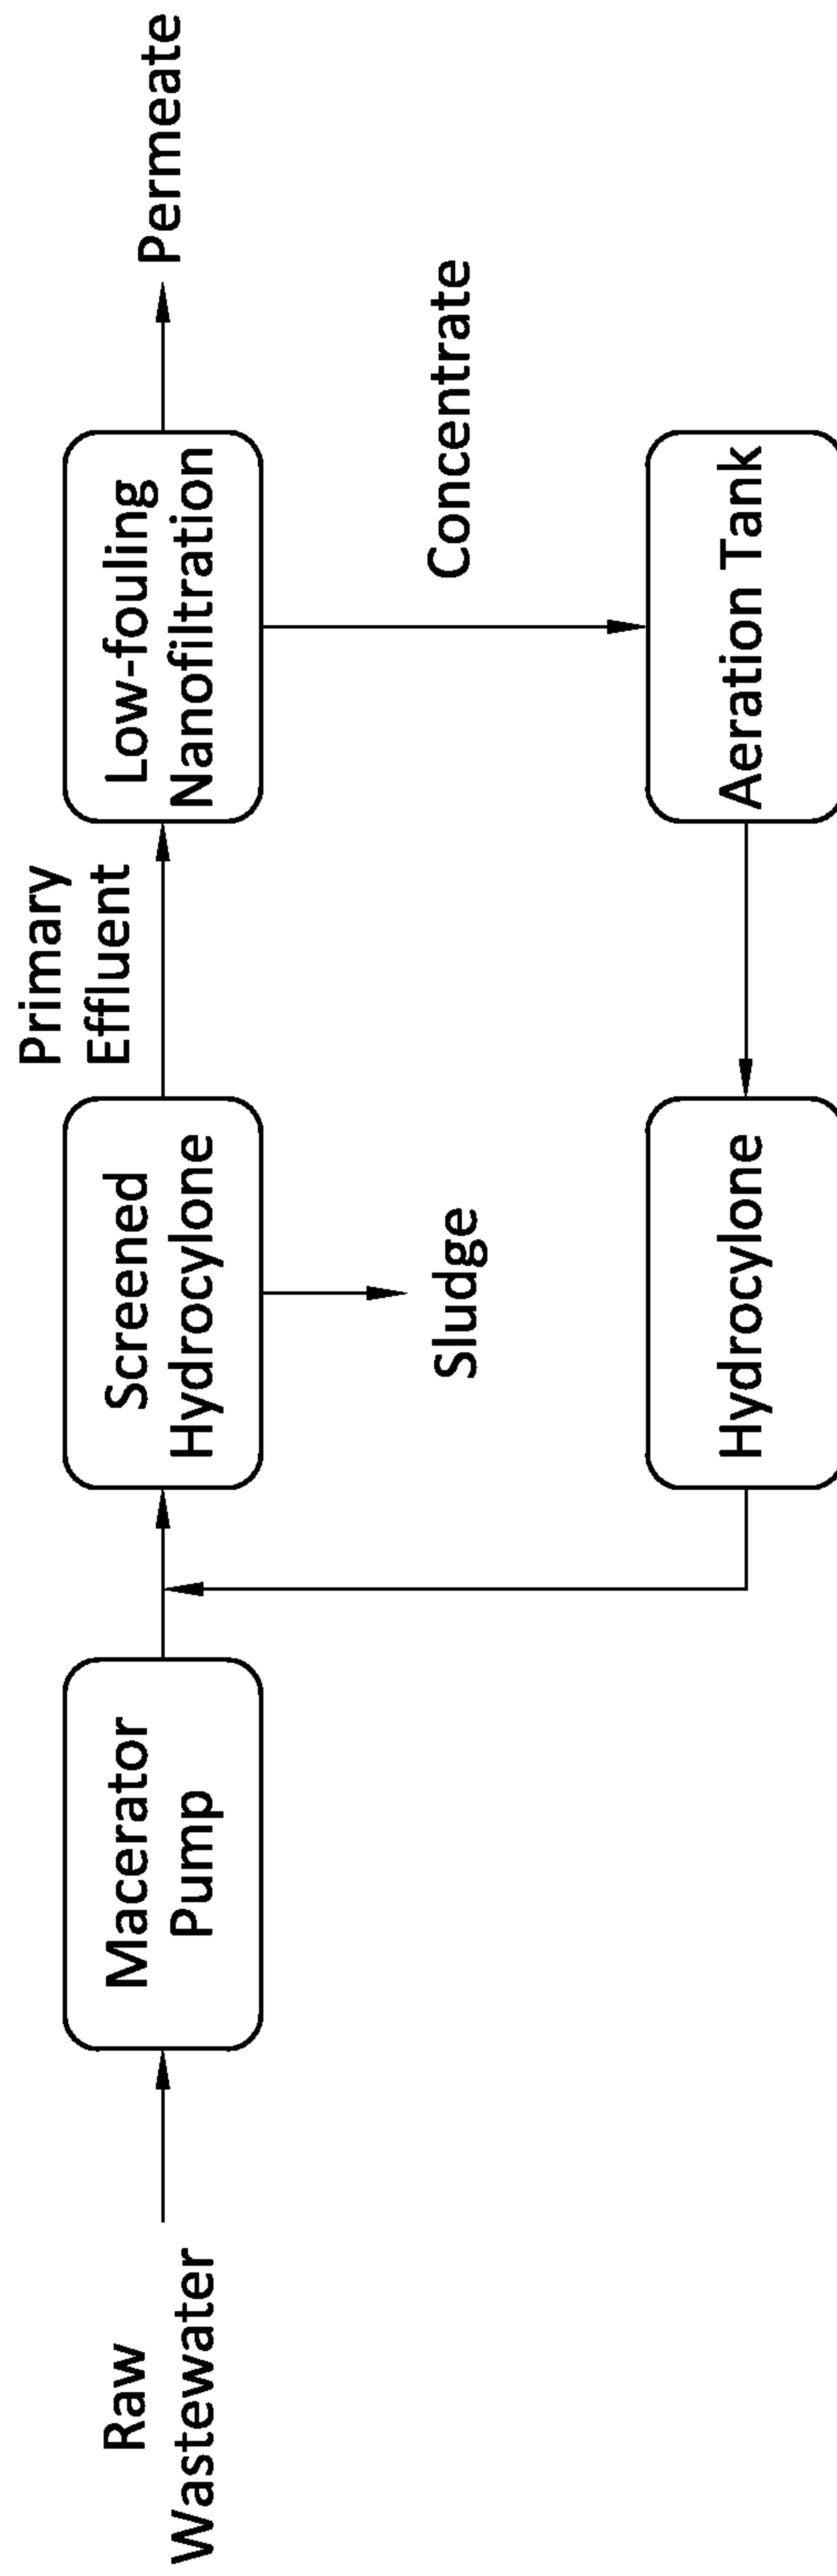 Raw
Wastewater
Macerator
Pump
Screened
Hydrocylone
Sludge
Primary
Effluent
Low-fouling
Nanofiltration
Permeate
Concentrate
Aeration Tank
Hydrocylone